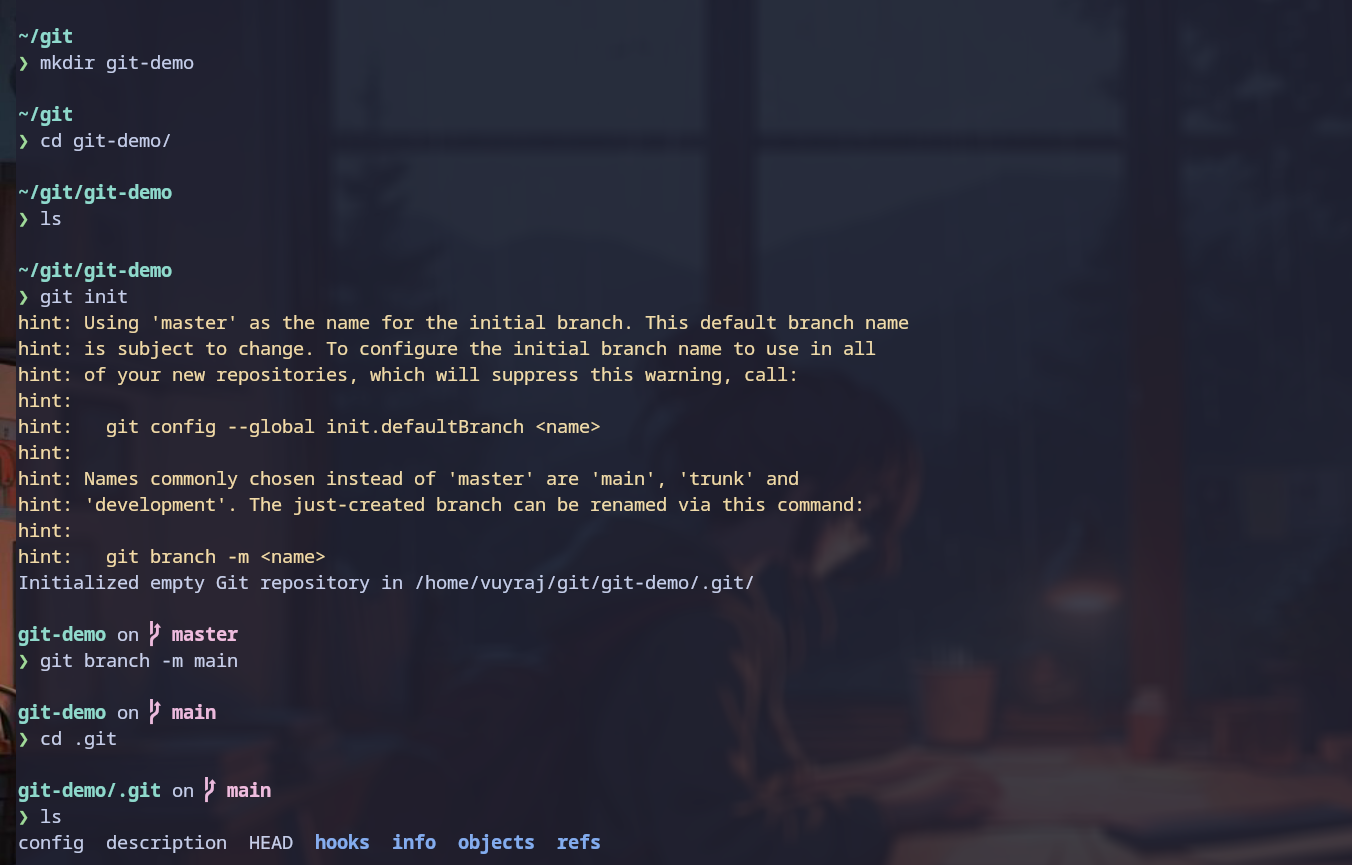 ~/git
❯ mkdir git-demo
~/git
❯ cd git-demo/
~/git/git-demo
❯ ls
~/git/git-demo
❯ git init
hint: Using 'master' as the name for the initial branch. This default branch name
hint: is subject to change. To configure the initial branch name to use in all
hint: of your new repositories, which will suppress this warning, call:
hint:
hint:   git config --global init.defaultBranch <name>
hint:
hint: Names commonly chosen instead of 'master' are 'main', 'trunk' and
hint: 'development'. The just-created branch can be renamed via this command:
hint:
hint:   git branch -m <name>
Initialized empty Git repository in /home/vuyraj/git/git-demo/.git/
git-demo on master
❯ git branch -m main
git-demo on main
❯ cd .git
git-demo/.git on main
❯ ls
config  description  HEAD  hooks  info  objects  refs